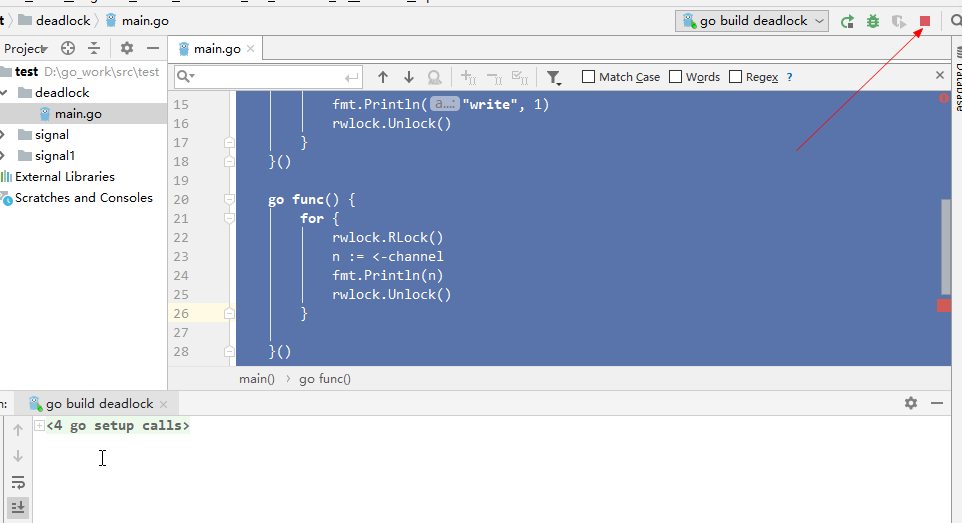 t deadlock main.go
go build deadlock
Project
main.go
test D:\go_work\src\test
deadlock
main.go
signal
signal1
External Libraries
Scratches and Consoles
Match Case Words Regex ?
Database
15 fmt.Println( a...: "write", 1)
16 rwlock.Unlock()
17 }
18 }()
19
20 go func() {
21 for {
22 rwlock.RLock()
23 n := <-channel
24 fmt.Println(n)
25 rwlock.Unlock()
26 }
27
28 }()
main() › go func()
n: go build deadlock
<4 go setup calls>